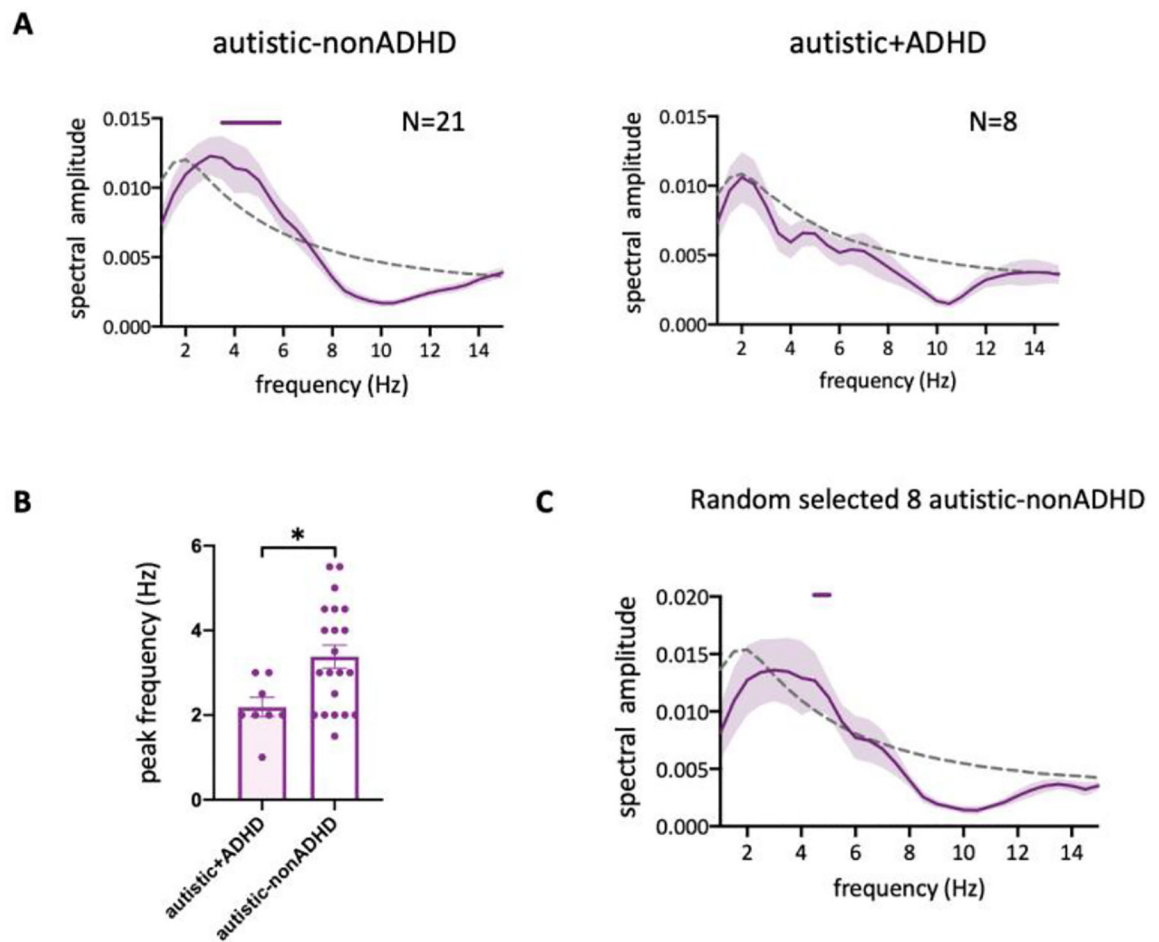 A
autistic-nonADHD
autistic+ADHD
N=21
N=8
spectral amplitude
0.015
0.010
0.005
0.000
2 4 6 8 10 12 14
frequency (Hz)
spectral amplitude
0.015
0.010
0.005
0.000
2 4 6 8 10 12 14
frequency (Hz)
B
*
peak frequency (Hz)
6
4
2
0
autistic+ADHD
autistic-nonADHD
C
Random selected 8 autistic-nonADHD
spectral amplitude
0.020
0.015
0.010
0.005
0.000
2 4 6 8 10 12 14
frequency (Hz)